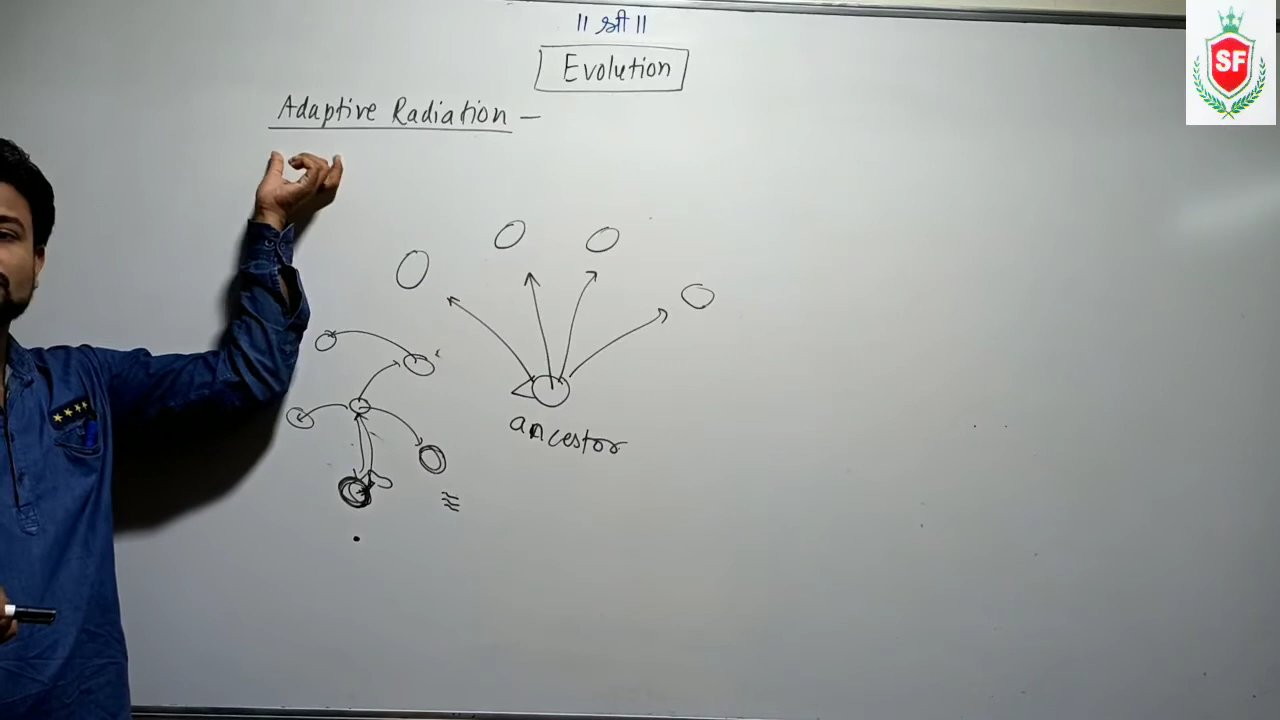 ॥ श्री ॥
Evolution
Adaptive Radiation –
ancestor
SF